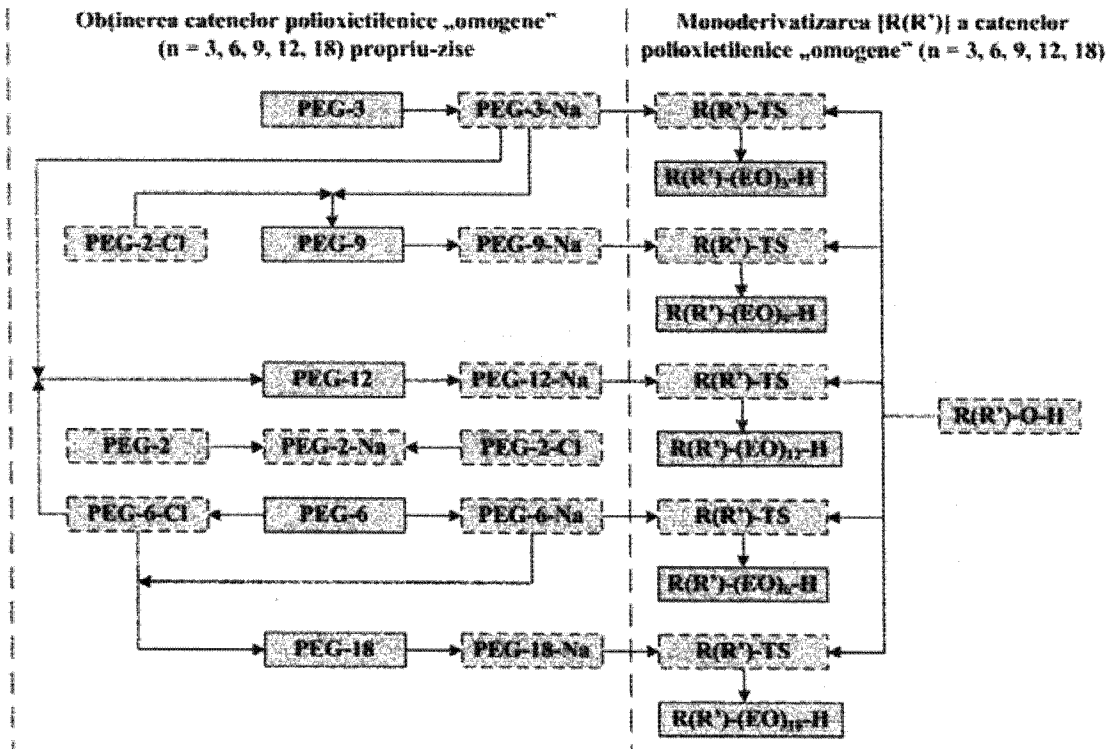 Obținerea catenelor polioxietilenice „omogene”
(n = 3, 6, 9, 12, 18) propriu-zise
Monoderivatizarea [R(R’)] a catenelor
polioxietilenice „omogene” (n = 3, 6, 9, 12, 18)
PEG-3
PEG-3-Na
R(R’)-TS
R(R’)-(EO)₃-H
PEG-2-Cl
PEG-9
PEG-9-Na
R(R’)-TS
R(R’)-(EO)₉-H
PEG-12
PEG-12-Na
R(R’)-TS
R(R’)-O-H
PEG-2
PEG-2-Na
PEG-2-Cl
R(R’)-(EO)₁₂-H
PEG-6-Cl
PEG-6
PEG-6-Na
R(R’)-TS
R(R’)-(EO)₆-H
PEG-18
PEG-18-Na
R(R’)-TS
R(R’)-(EO)₁₈-H